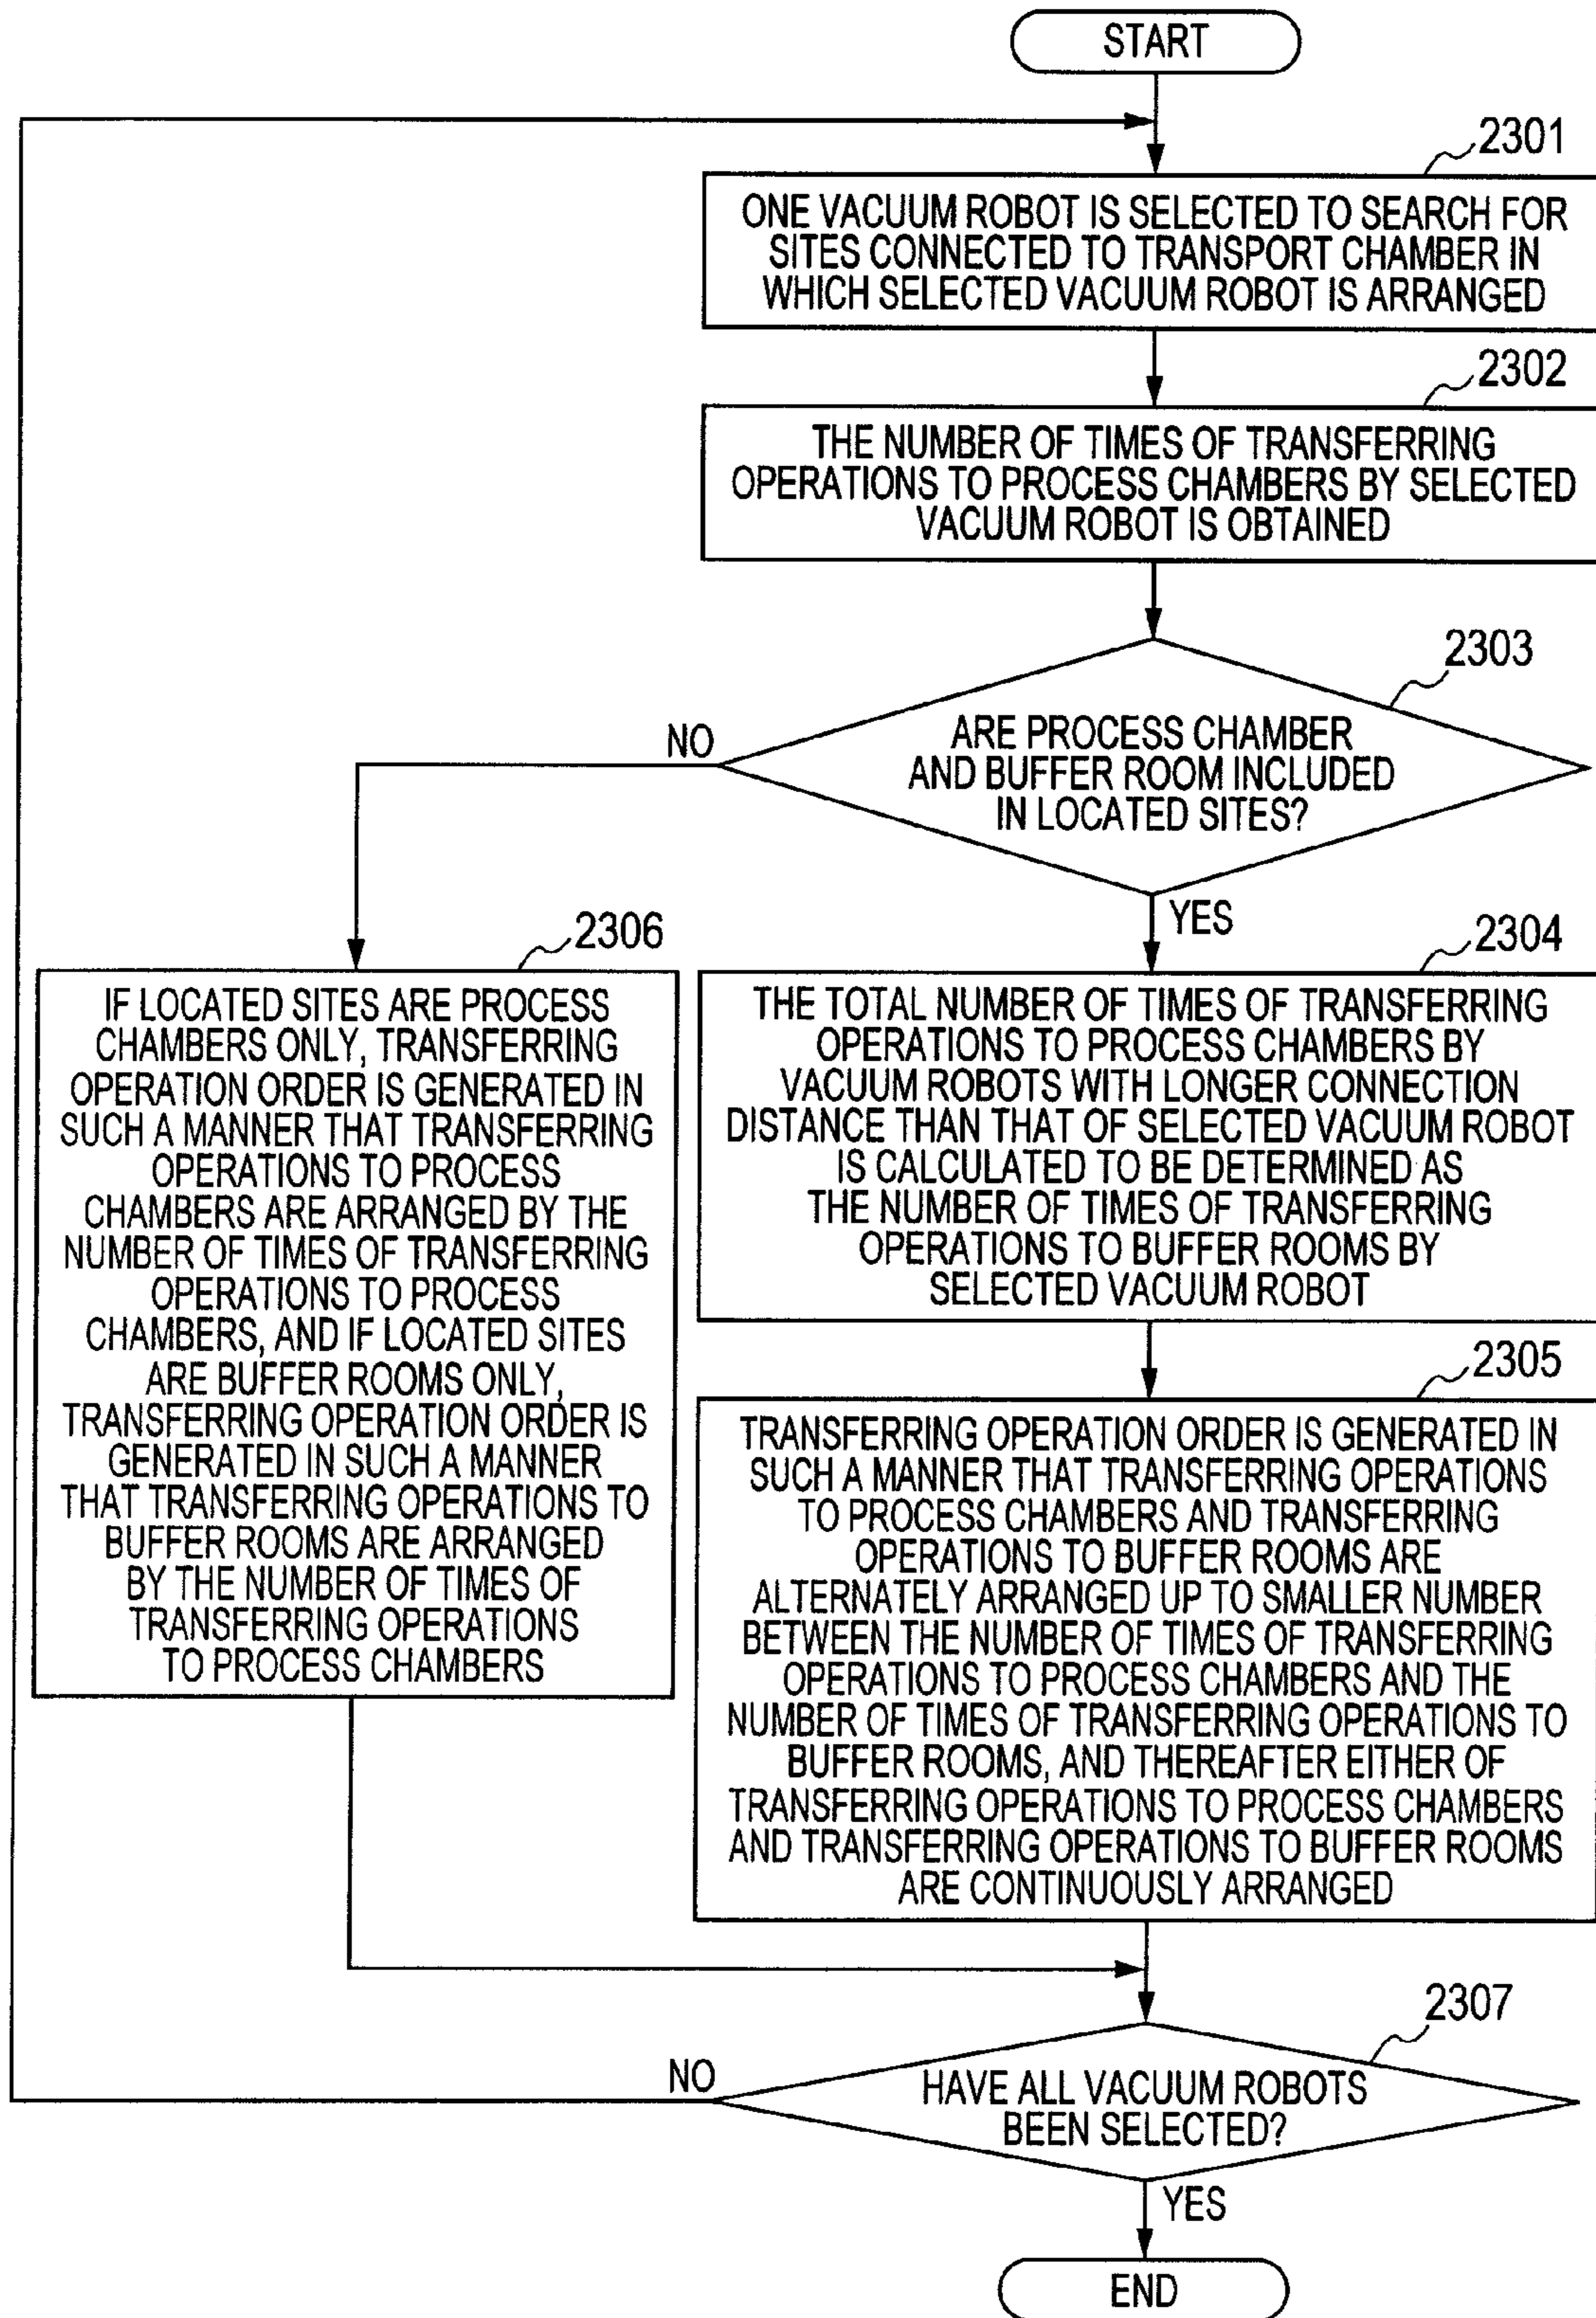 START
2301
ONE VACUUM ROBOT IS SELECTED TO SEARCH FOR
SITES CONNECTED TO TRANSPORT CHAMBER IN
WHICH SELECTED VACUUM ROBOT IS ARRANGED
2302
THE NUMBER OF TIMES OF TRANSFERRING
OPERATIONS TO PROCESS CHAMBERS BY SELECTED
VACUUM ROBOT IS OBTAINED
2303
ARE PROCESS CHAMBER
AND BUFFER ROOM INCLUDED
IN LOCATED SITES?
NO
YES
2306
IF LOCATED SITES ARE PROCESS
CHAMBERS ONLY, TRANSFERRING
OPERATION ORDER IS GENERATED IN
SUCH A MANNER THAT TRANSFERRING
OPERATIONS TO PROCESS
CHAMBERS ARE ARRANGED BY THE
NUMBER OF TIMES OF TRANSFERRING
OPERATIONS TO PROCESS
CHAMBERS, AND IF LOCATED SITES
ARE BUFFER ROOMS ONLY,
TRANSFERRING OPERATION ORDER IS
GENERATED IN SUCH A MANNER
THAT TRANSFERRING OPERATIONS TO
BUFFER ROOMS ARE ARRANGED
BY THE NUMBER OF TIMES OF
TRANSFERRING OPERATIONS
TO PROCESS CHAMBERS
2304
THE TOTAL NUMBER OF TIMES OF TRANSFERRING
OPERATIONS TO PROCESS CHAMBERS BY
VACUUM ROBOTS WITH LONGER CONNECTION
DISTANCE THAN THAT OF SELECTED VACUUM ROBOT
IS CALCULATED TO BE DETERMINED AS
THE NUMBER OF TIMES OF TRANSFERRING
OPERATIONS TO BUFFER ROOMS BY
SELECTED VACUUM ROBOT
2305
TRANSFERRING OPERATION ORDER IS GENERATED IN
SUCH A MANNER THAT TRANSFERRING OPERATIONS
TO PROCESS CHAMBERS AND TRANSFERRING
OPERATIONS TO BUFFER ROOMS ARE
ALTERNATELY ARRANGED UP TO SMALLER NUMBER
BETWEEN THE NUMBER OF TIMES OF TRANSFERRING
OPERATIONS TO PROCESS CHAMBERS AND THE
NUMBER OF TIMES OF TRANSFERRING OPERATIONS TO
BUFFER ROOMS, AND THEREAFTER EITHER OF
TRANSFERRING OPERATIONS TO PROCESS CHAMBERS
AND TRANSFERRING OPERATIONS TO BUFFER ROOMS
ARE CONTINUOUSLY ARRANGED
2307
HAVE ALL VACUUM ROBOTS
BEEN SELECTED?
NO
YES
END